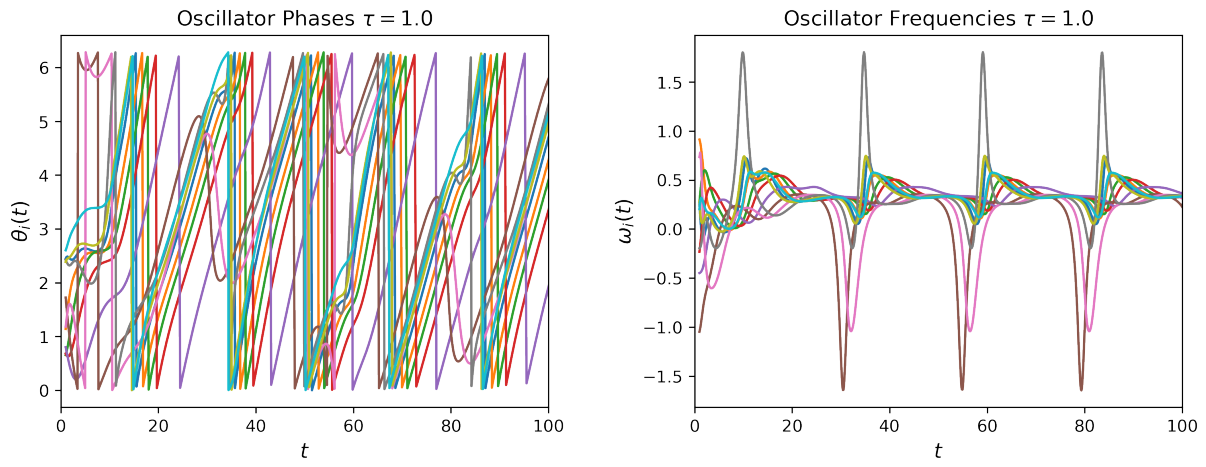 Oscillator Phases τ = 1.0
θᵢ(t)
6
5
4
3
2
1
0
0 20 40 60 80 100
t
Oscillator Frequencies τ = 1.0
ωᵢ(t)
1.5
1.0
0.5
0.0
−0.5
−1.0
−1.5
0 20 40 60 80 100
t